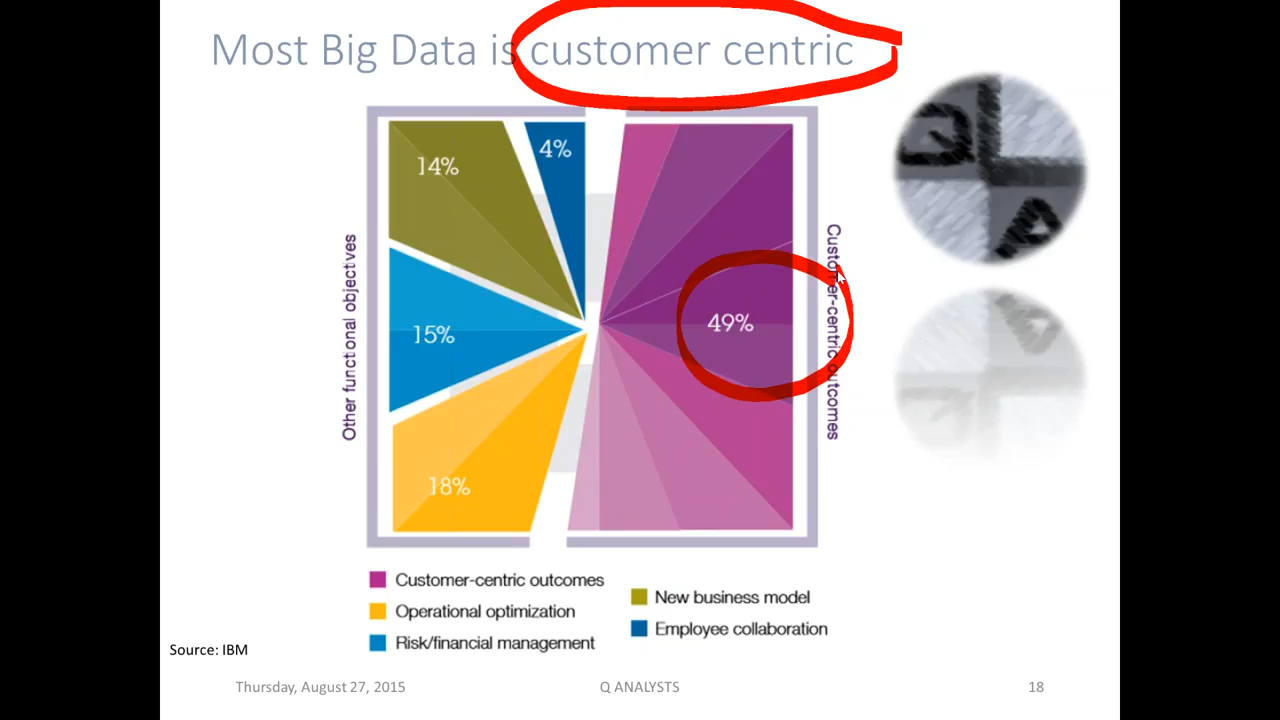 Most Big Data is customer centric
14%
4%
15%
49%
18%
Other functional objectives
Customer-centric outcomes
Customer-centric outcomes
Operational optimization
Risk/financial management
New business model
Employee collaboration
Source: IBM
Thursday, August 27, 2015
Q ANALYSTS
18
Q
A